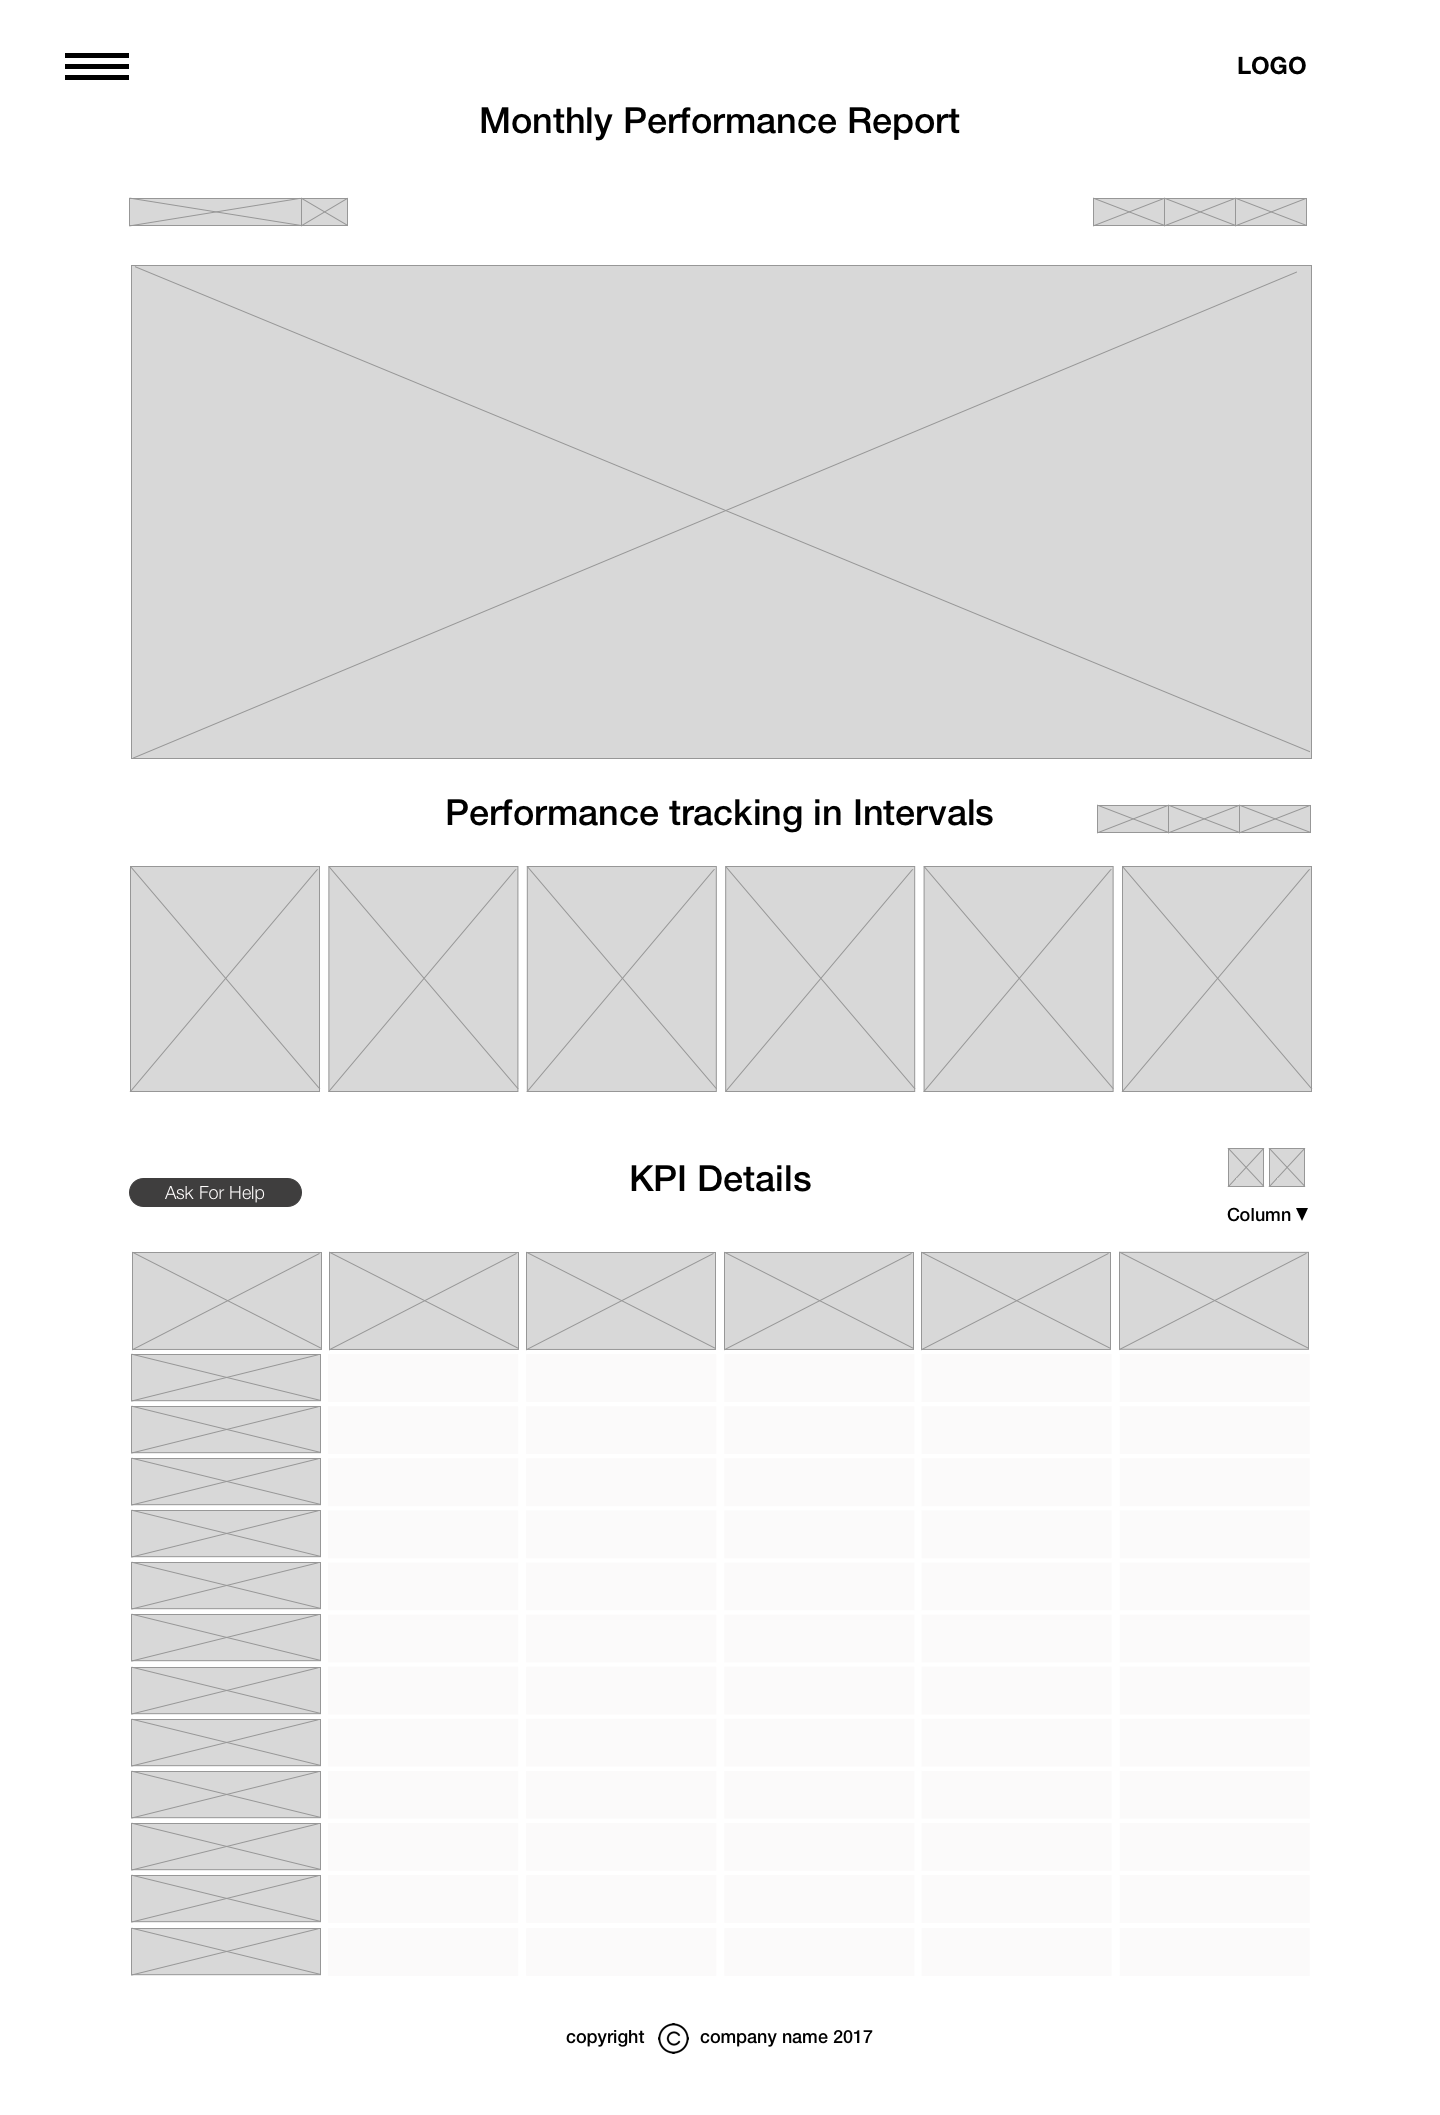 LOGO
Monthly Performance Report
Performance tracking in Intervals
KPI Details
Ask For Help
Column ▼
copyright © company name 2017